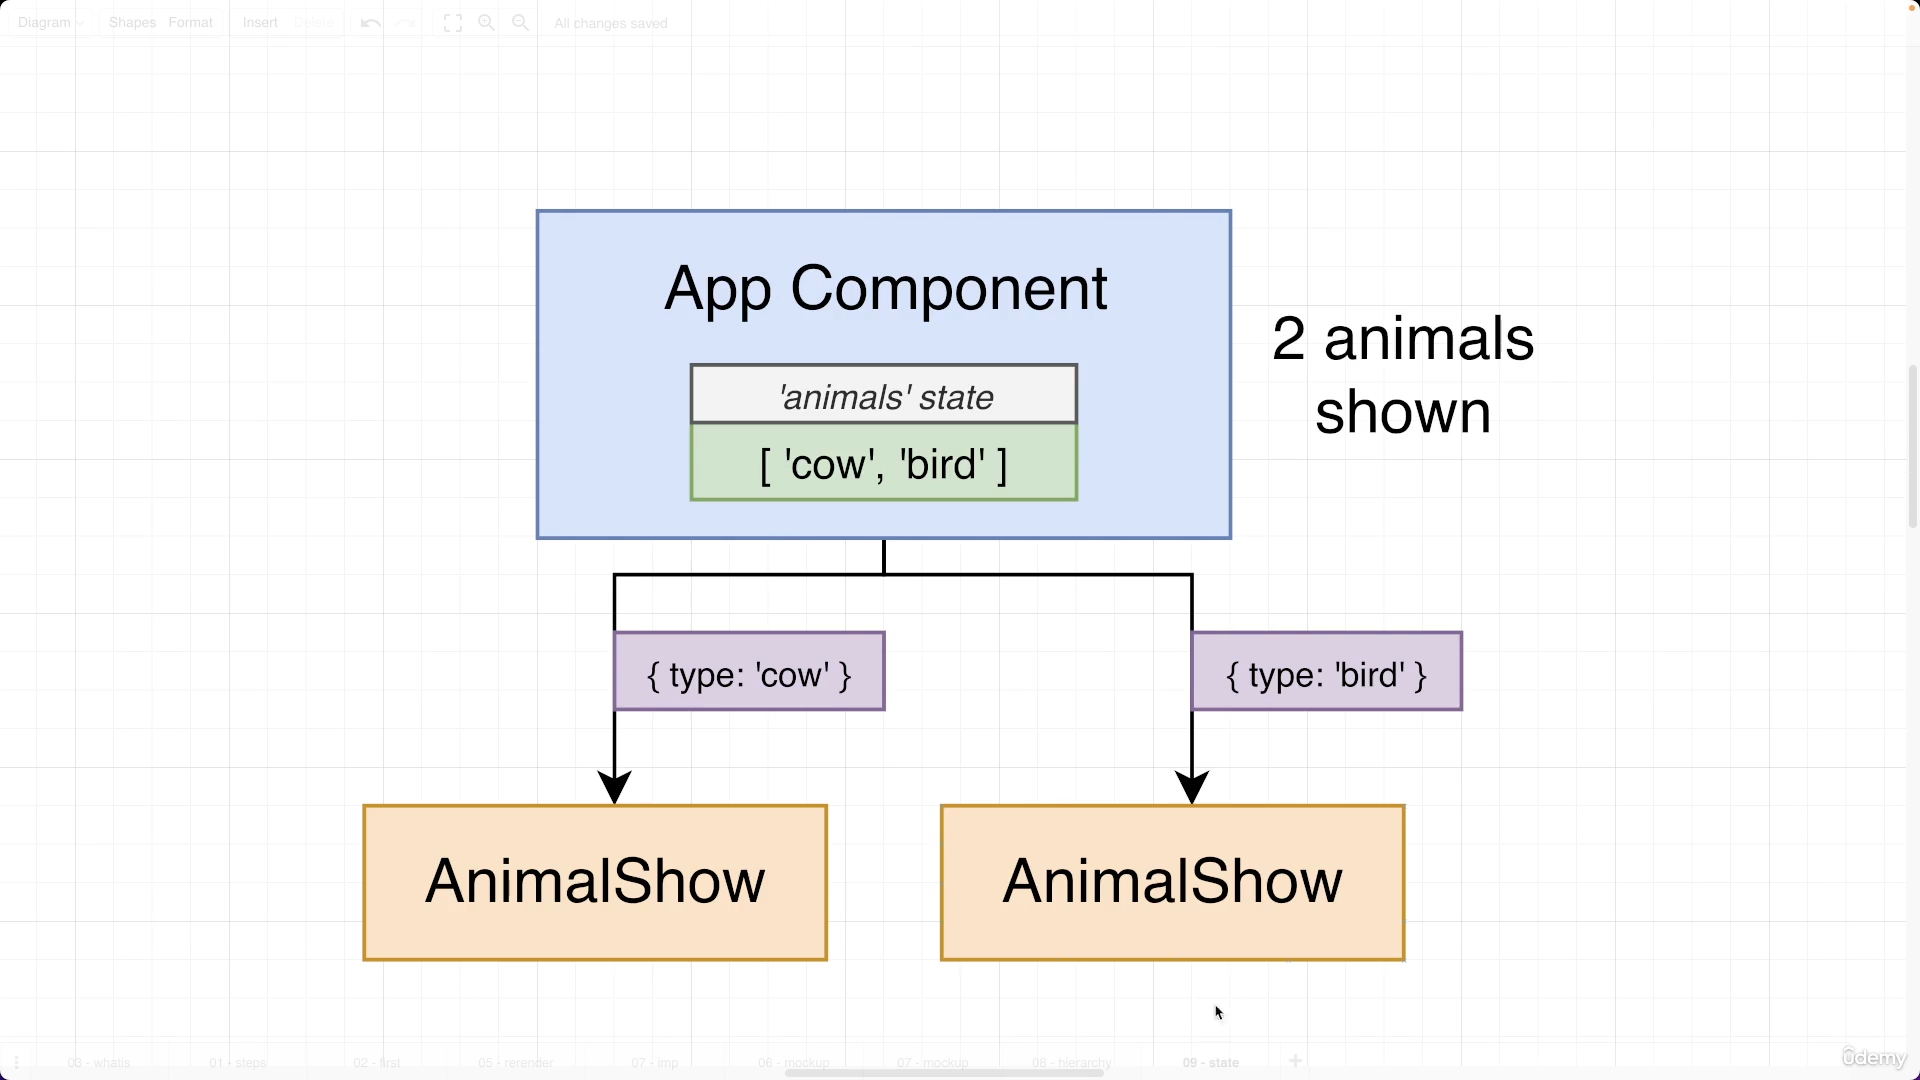 Diagram Shapes Format Insert Delete All changes saved
App Component
2 animals
shown
'animals' state
[ 'cow', 'bird' ]
{ type: 'cow' } { type: 'bird' }
AnimalShow AnimalShow
03 - whatis 01 - steps 02 - first 05 - rerender 07 - imp 06 - mockup 07 - mockup 08 - hierarchy 09 - state
ûdemy